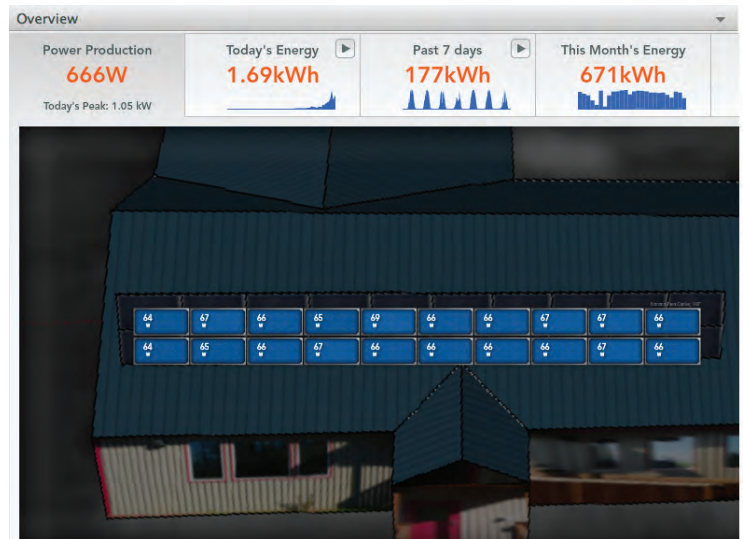 Overview
Power Production
666W
Today's Peak: 1.05 kW
Today's Energy
1.69kWh
Past 7 days
177kWh
This Month's Energy
671kWh
64 67 66 65 69 66 66 67 67 66
W W W W W W W W W W
64 65 66 67 66 66 66 66 67 66
W W W W W W W W W W